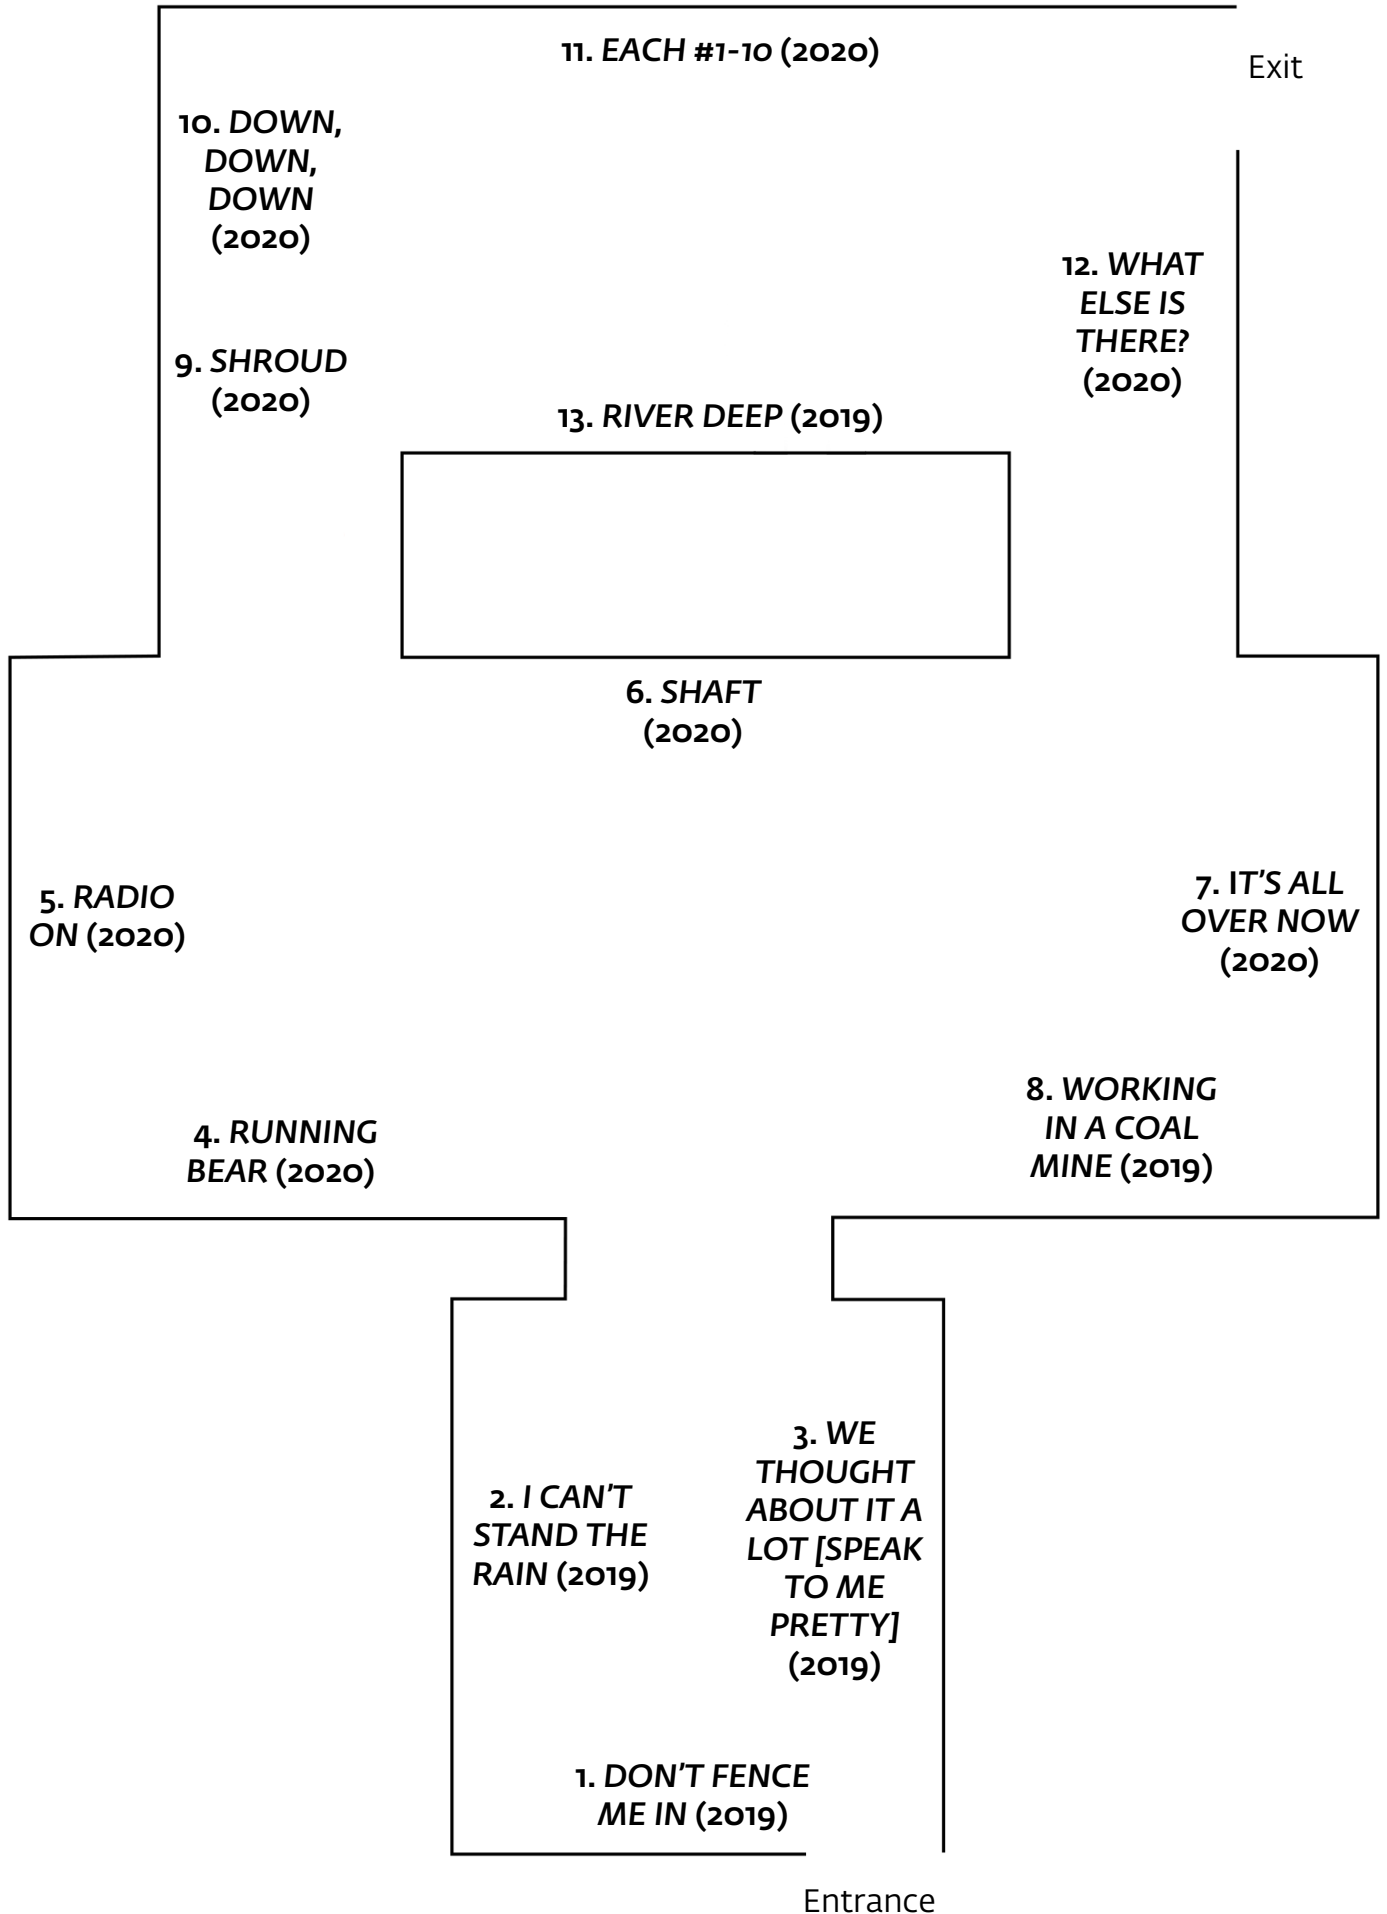 11. EACH #1-10 (2020)
Exit
10. DOWN,
DOWN,
DOWN
(2020)
12. WHAT
ELSE IS
THERE?
(2020)
9. SHROUD
(2020)
13. RIVER DEEP (2019)
6. SHAFT
(2020)
5. RADIO
ON (2020)
7. IT’S ALL
OVER NOW
(2020)
8. WORKING
IN A COAL
MINE (2019)
4. RUNNING
BEAR (2020)
3. WE
THOUGHT
ABOUT IT A
LOT [SPEAK
TO ME
PRETTY]
(2019)
2. I CAN’T
STAND THE
RAIN (2019)
1. DON’T FENCE
ME IN (2019)
Entrance